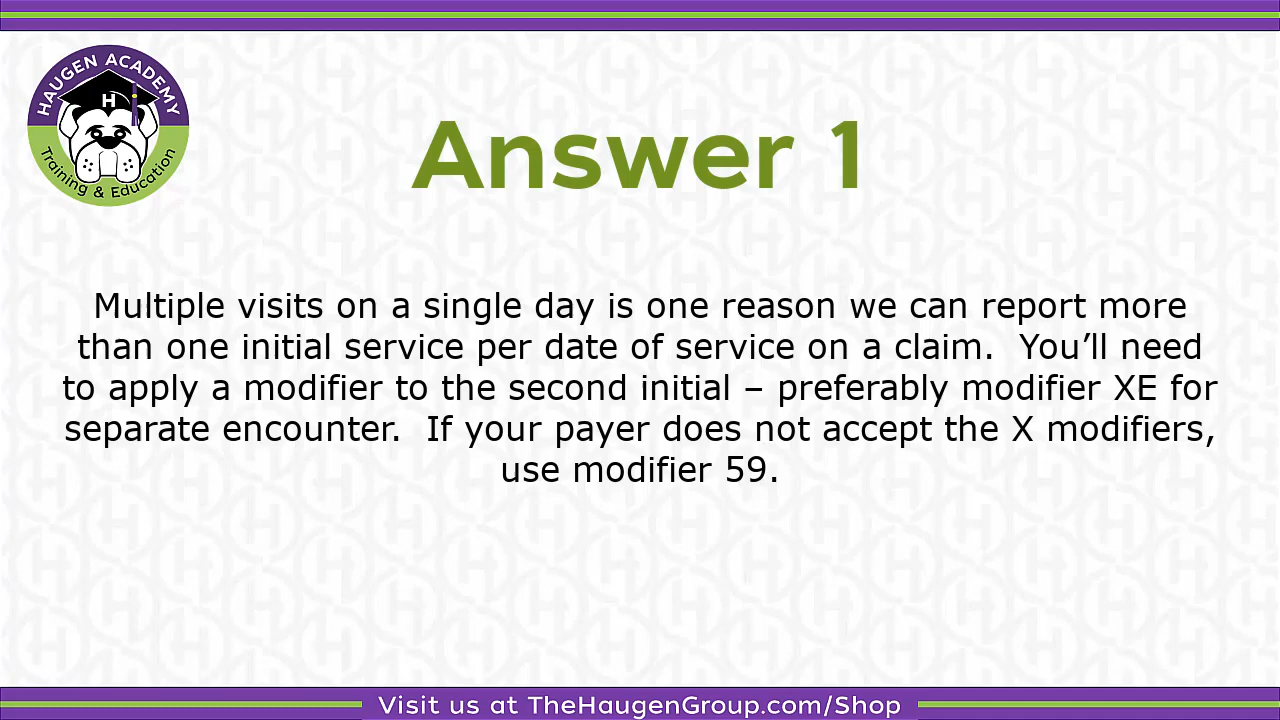 HAUGEN ACADEMY
H
Training & Education
Answer 1
Multiple visits on a single day is one reason we can report more
than one initial service per date of service on a claim.  You’ll need
to apply a modifier to the second initial – preferably modifier XE for
separate encounter.  If your payer does not accept the X modifiers,
use modifier 59.
Visit us at TheHaugenGroup.com/Shop